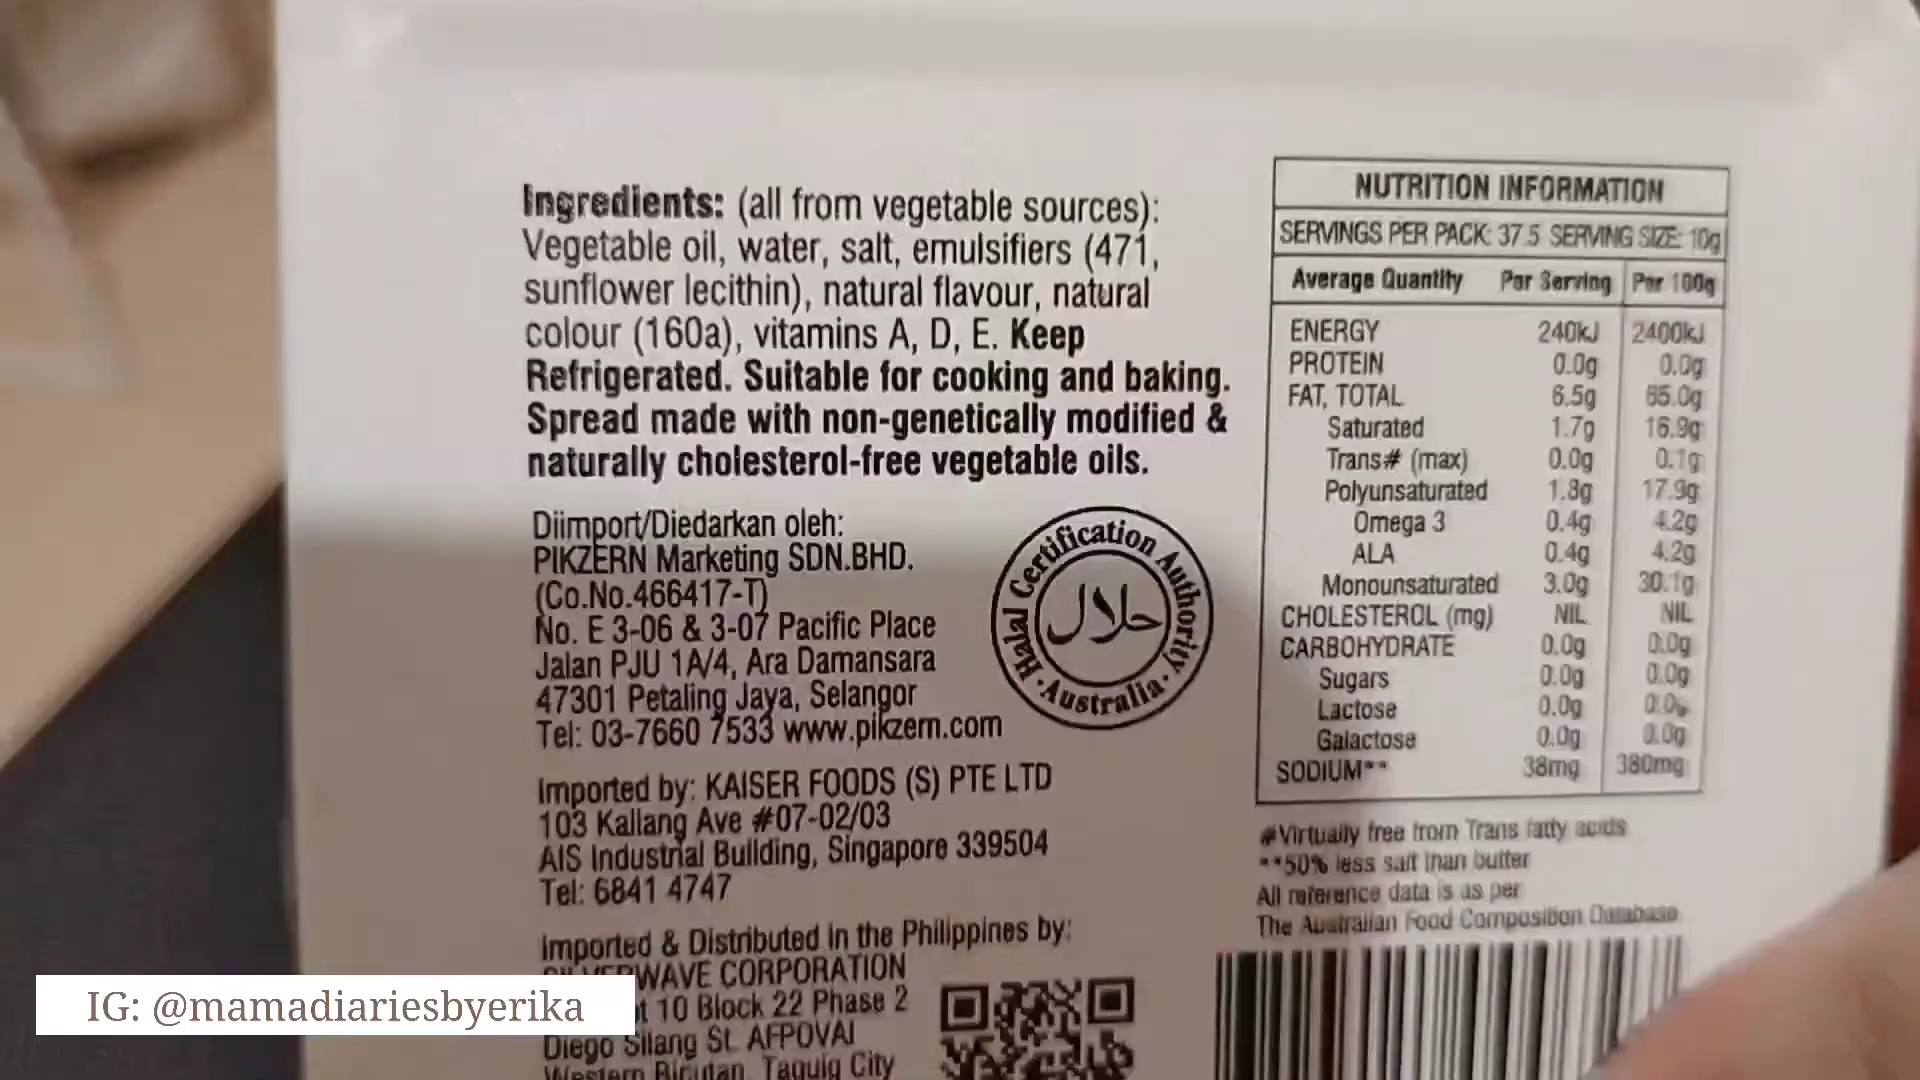 Ingredients: (all from vegetable sources):
Vegetable oil, water, salt, emulsifiers (471,
sunflower lecithin), natural flavour, natural
colour (160a), vitamins A, D, E. Keep
Refrigerated. Suitable for cooking and baking.
Spread made with non-genetically modified &
naturally cholesterol-free vegetable oils.
Diimport/Diedarkan oleh:
PIKZERN Marketing SDN.BHD.
(Co.No.466417-T)
No. E 3-06 & 3-07 Pacific Place
Jalan PJU 1A/4, Ara Damansara
47301 Petaling Jaya, Selangor
Tel: 03-7660 7533 www.pikzern.com
Halal Certification Authority
·Australia·
حلال
Imported by: KAISER FOODS (S) PTE LTD
103 Kallang Ave #07-02/03
AIS Industrial Building, Singapore 339504
Tel: 6841 4747
Imported & Distributed in the Philippines by:
WAVE CORPORATION
10 Block 22 Phase 2
Diego Silang St. AFPOVAI
Western Bicutan, Taguig City
NUTRITION INFORMATION
SERVINGS PER PACK: 37.5 SERVING SIZE: 10g
Average Quantity Per Serving Per 100g
ENERGY 240kJ 2400kJ
PROTEIN 0.0g 0.0g
FAT, TOTAL 6.5g 65.0g
Saturated 1.7g 16.9g
Trans# (max) 0.0g 0.1g
Polyunsaturated 1.8g 17.9g
Omega 3 0.4g 4.2g
ALA 0.4g 4.2g
Monounsaturated 3.0g 30.1g
CHOLESTEROL (mg) NIL NIL
CARBOHYDRATE 0.0g 0.0g
Sugars 0.0g 0.0g
Lactose 0.0g 0.0g
Galactose 0.0g 0.0g
SODIUM** 38mg 380mg
#Virtually free from Trans fatty acids
**50% less salt than butter
All reference data is as per
The Australian Food Composition Database
IG: @mamadiariesbyerika